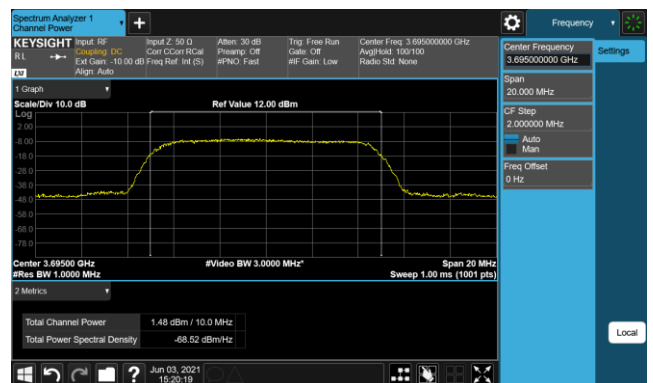 Spectrum Analyzer 1
Channel Power
Frequency
KEYSIGHT
Input: RF
Input Z: 50 Ω
Atten: 30 dB
Trig: Free Run
Center Freq: 3.695000000 GHz
R L
Coupling: DC
Corr CCorr RCal
Preamp: Off
Gate: Off
Avg|Hold: 100/100
Ext Gain: -10.00 dB
Freq Ref: Int (S)
#PNO: Fast
#IF Gain: Low
Radio Std: None
LXI
Align: Auto
Center Frequency
3.695000000 GHz
Settings
Span
20.000 MHz
CF Step
2.000000 MHz
Auto
Man
Freq Offset
0 Hz
Local
1 Graph
Scale/Div 10.0 dB
Ref Value 12.00 dBm
Log
2.00
-8.00
-18.0
-28.0
-38.0
-48.0
-58.0
-68.0
-78.0
Center 3.69500 GHz
#Video BW 3.0000 MHz*
Span 20 MHz
#Res BW 1.0000 MHz
Sweep 1.00 ms (1001 pts)
2 Metrics
Total Channel Power
1.48 dBm / 10.0 MHz
Total Power Spectral Density
-68.52 dBm/Hz
?
Jun 03, 2021
15:20:19